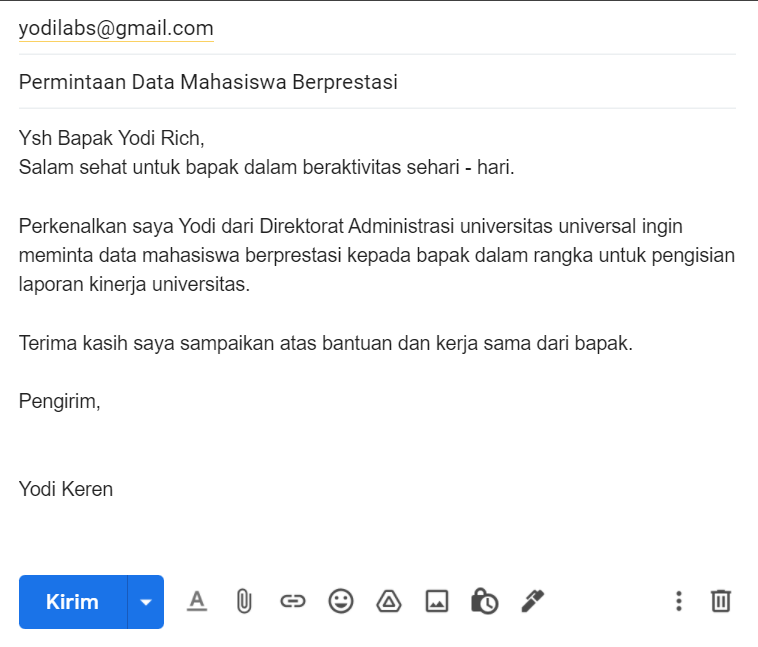 yodilabs@gmail.com
Permintaan Data Mahasiswa Berprestasi
Ysh Bapak Yodi Rich,
Salam sehat untuk bapak dalam beraktivitas sehari - hari.
Perkenalkan saya Yodi dari Direktorat Administrasi universitas universal ingin
meminta data mahasiswa berprestasi kepada bapak dalam rangka untuk pengisian
laporan kinerja universitas.
Terima kasih saya sampaikan atas bantuan dan kerja sama dari bapak.
Pengirim,
Yodi Keren
Kirim